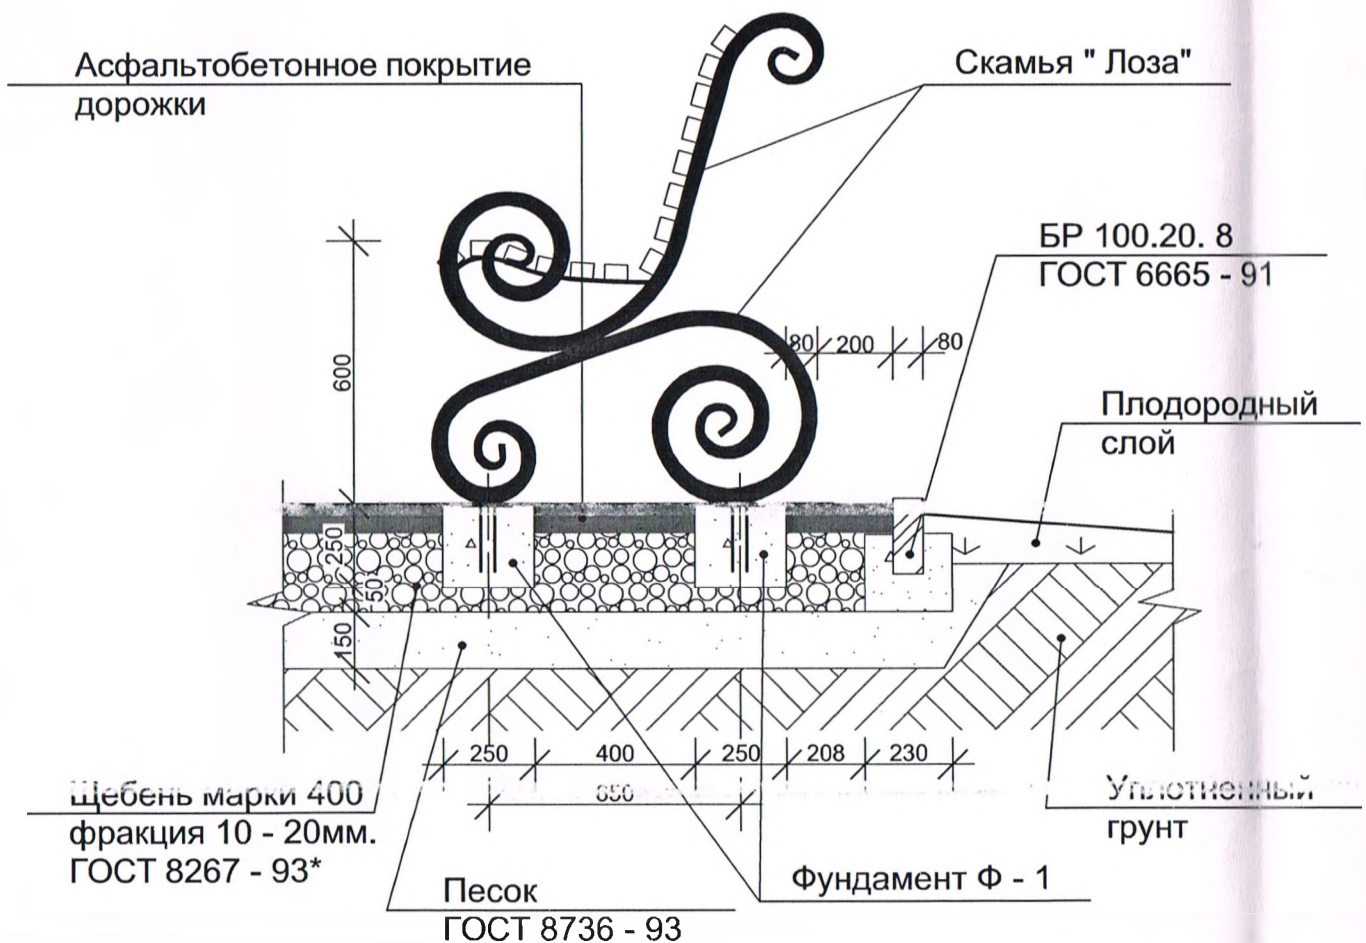 Асфальтобетонное покрытие
дорожки
Скамья " Лоза"
БР 100.20. 8
ГОСТ 6665 - 91
80 200 80
600
Плодородный
слой
250
50
150
250 400 250 208 230
650
Щебень марки 400
фракция 10 - 20мм.
ГОСТ 8267 - 93*
Уплотненный
грунт
Фундамент Ф - 1
Песок
ГОСТ 8736 - 93